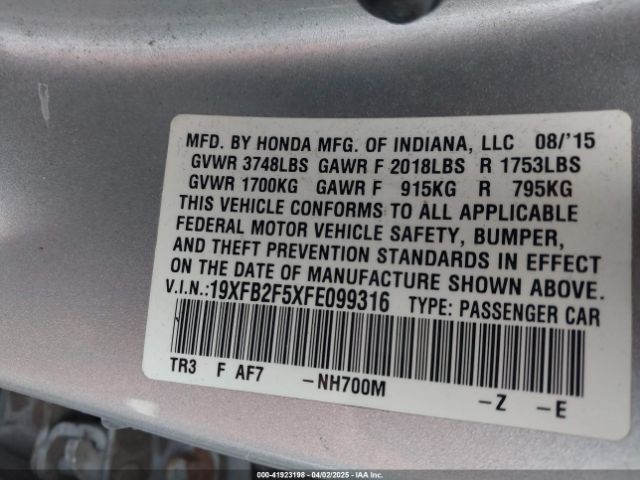 MFD. BY HONDA MFG. OF INDIANA, LLC 08/'15
GVWR 3748LBS GAWR F 2018LBS R 1753LBS
GVWR 1700KG GAWR F 915KG R 795KG
THIS VEHICLE CONFORMS TO ALL APPLICABLE
FEDERAL MOTOR VEHICLE SAFETY, BUMPER,
AND THEFT PREVENTION STANDARDS IN EFFECT
ON THE DATE OF MANUFACTURE SHOWN ABOVE.
V.I.N.:19XFB2F5XFE099316 TYPE: PASSENGER CAR
TR3 F AF7 -NH700M -Z -E
000-41923198 - 04/02/2025 - IAA Inc.